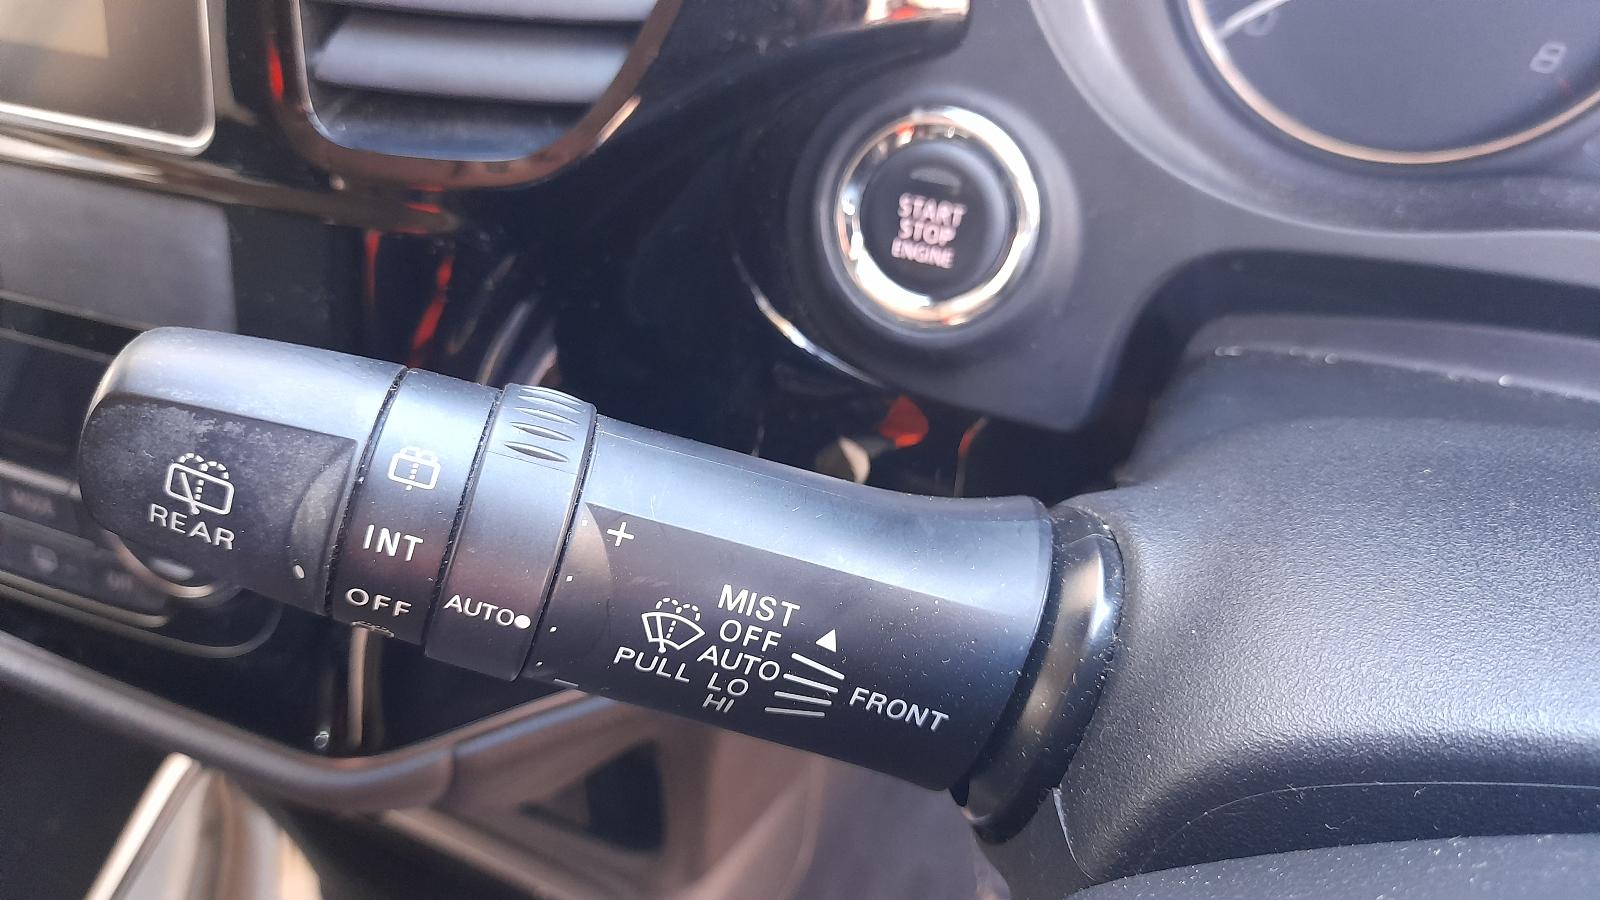 START
STOP
ENGINE
REAR
INT
OFF
AUTO
+
MIST
OFF
AUTO
PULL LO
HI
FRONT
-